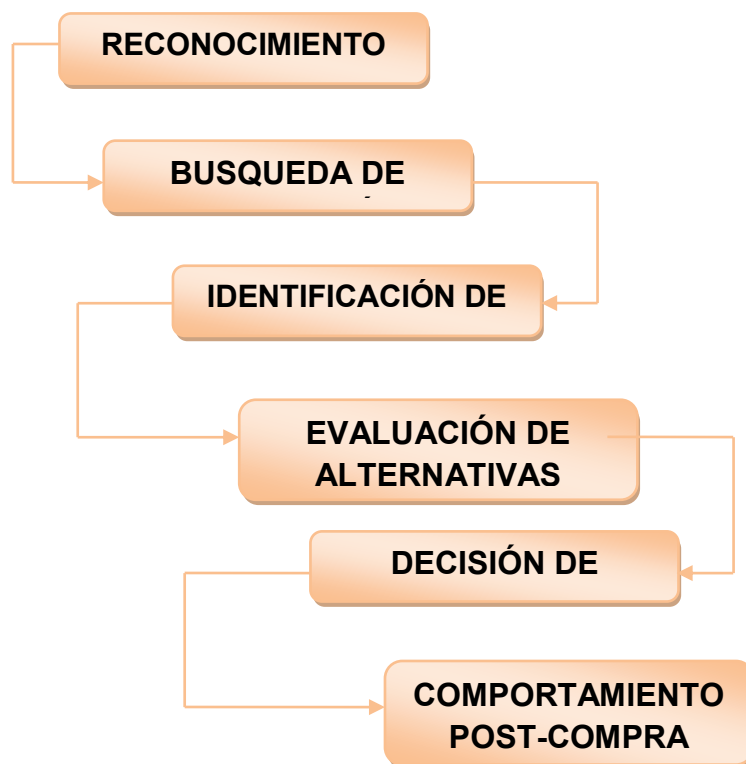 RECONOCIMIENTO
BUSQUEDA DE
IDENTIFICACIÓN DE
EVALUACIÓN DE
ALTERNATIVAS
DECISIÓN DE
COMPORTAMIENTO
POST-COMPRA